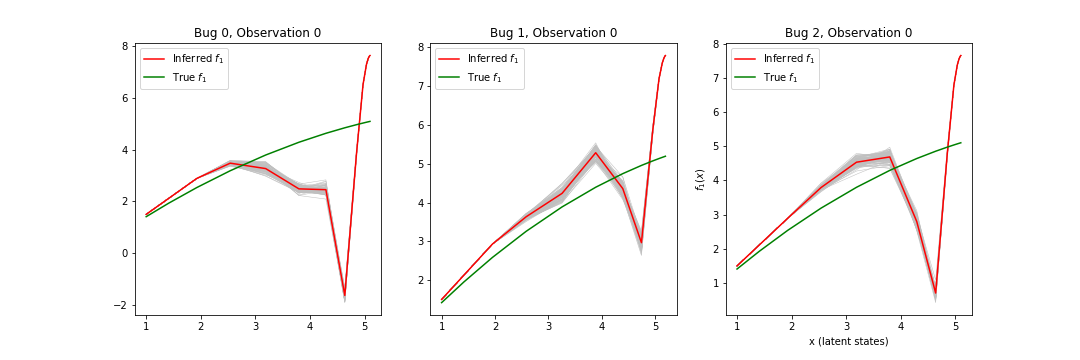 Bug 0, Observation 0
8
6
4
2
0
−2
1 2 3 4 5
Inferred f₁
True f₁
Bug 1, Observation 0
8
7
6
5
4
3
2
1 2 3 4 5
Inferred f₁
True f₁
Bug 2, Observation 0
f₁(x)
8
7
6
5
4
3
2
1
1 2 3 4 5
x (latent states)
Inferred f₁
True f₁